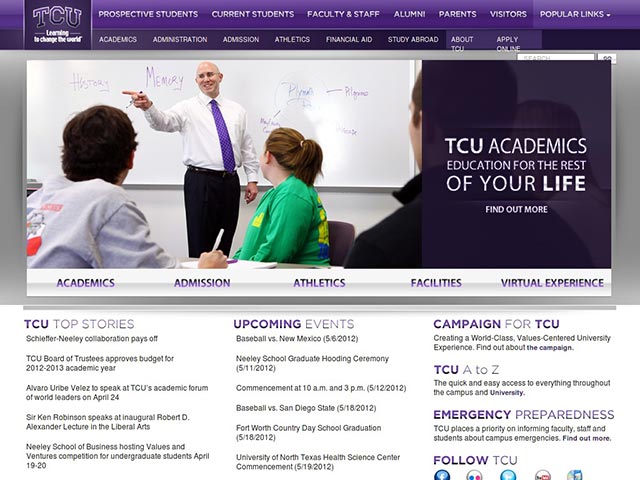 TCU
Learning
to change the world
PROSPECTIVE STUDENTS CURRENT STUDENTS FACULTY & STAFF ALUMNI PARENTS VISITORS POPULAR LINKS
ACADEMICS ADMINISTRATION ADMISSION ATHLETICS FINANCIAL AID STUDY ABROAD ABOUT TCU APPLY ONLINE
SEARCH
HISTORY MEMORY
Plymouth
Pilgrims
TCU ACADEMICS
EDUCATION FOR THE REST
OF YOUR LIFE
FIND OUT MORE
ACADEMICS ADMISSION ATHLETICS FACILITIES VIRTUAL EXPERIENCE
TCU TOP STORIES
Schieffer-Neeley collaboration pays off
TCU Board of Trustees approves budget for
2012-2013 academic year
Alvaro Uribe Velez to speak at TCU's academic forum
of world leaders on April 24
Sir Ken Robinson speaks at inaugural Robert D.
Alexander Lecture in the Liberal Arts
Neeley School of Business hosting Values and
Ventures competition for undergraduate students April
19-20
UPCOMING EVENTS
Baseball vs. New Mexico (5/6/2012)
Neeley School Graduate Hooding Ceremony
(5/11/2012)
Commencement at 10 a.m. and 3 p.m. (5/12/2012)
Baseball vs. San Diego State (5/18/2012)
Fort Worth Country Day School Graduation
(5/18/2012)
University of North Texas Health Science Center
Commencement (5/19/2012)
CAMPAIGN FOR TCU
Creating a World-Class, Values-Centered University
Experience. Find out about the campaign.
TCU A to Z
The quick and easy access to everything throughout
the campus and University.
EMERGENCY PREPAREDNESS
TCU places a priority on informing faculty, staff and
students about campus emergencies. Find out more.
FOLLOW TCU